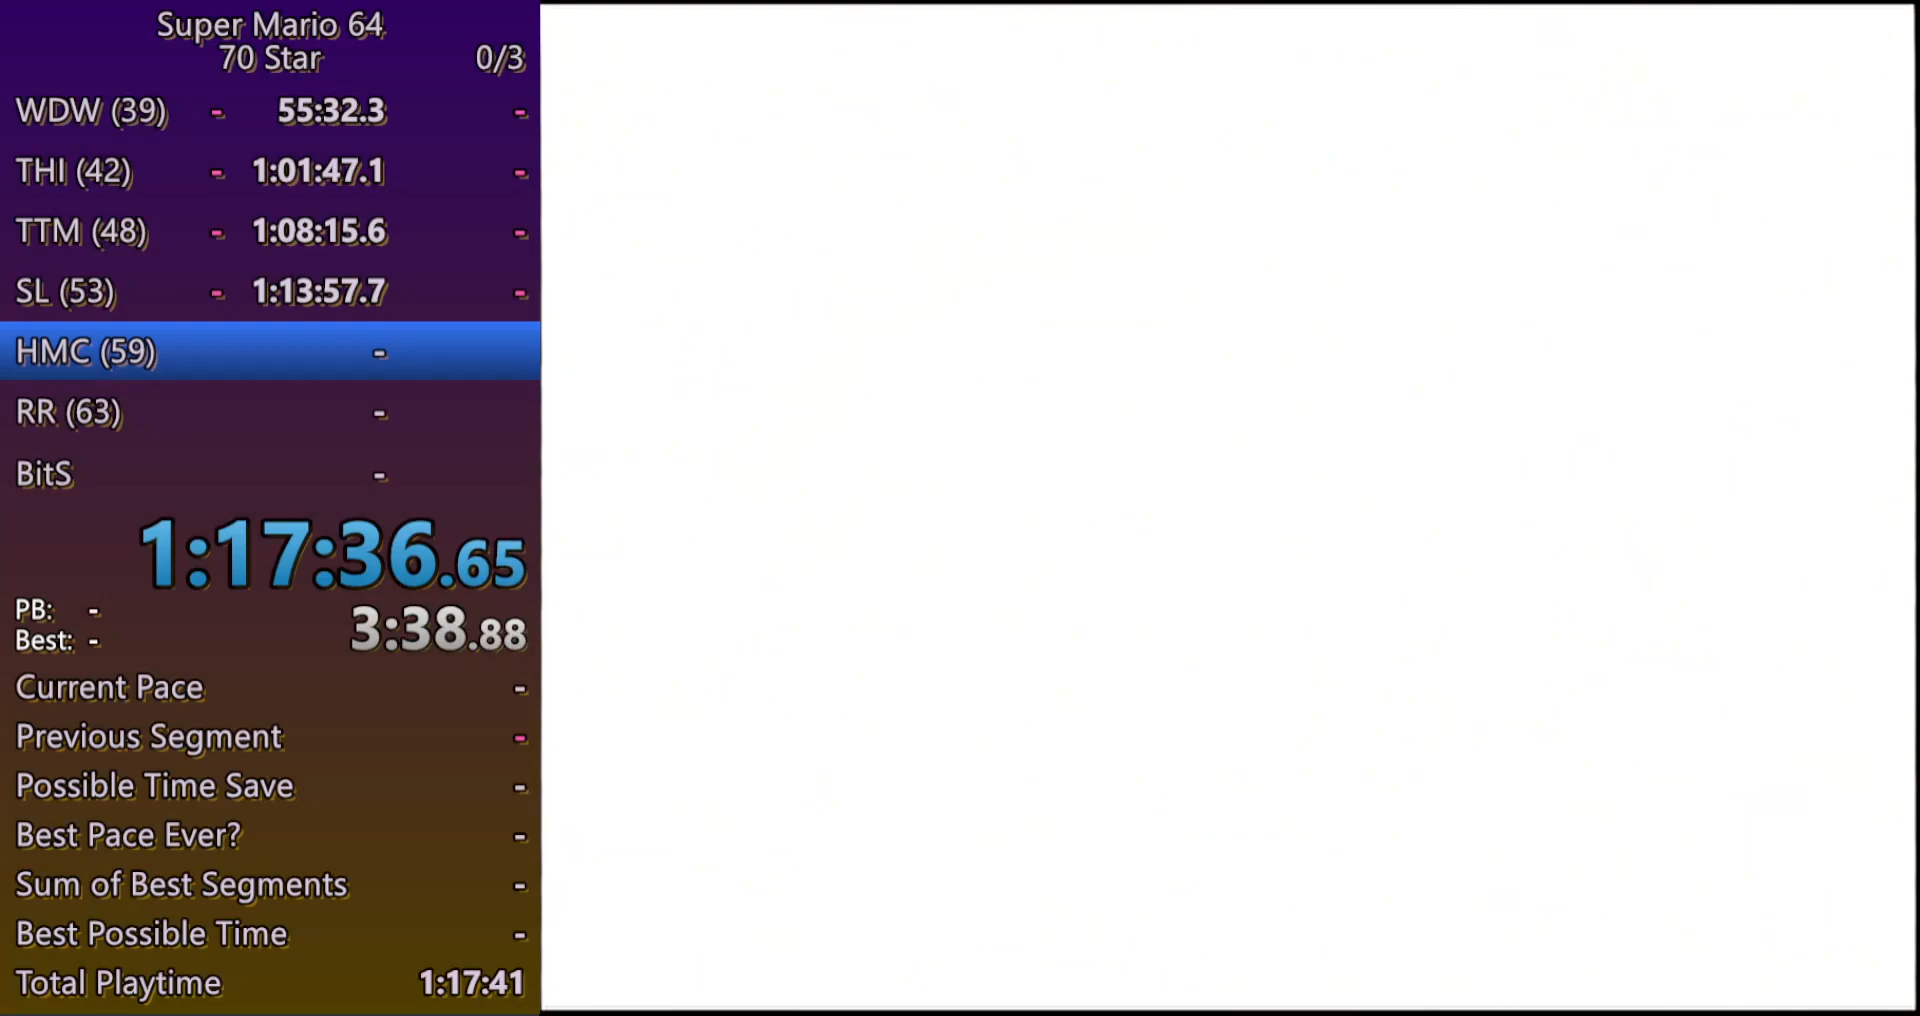 Super Mario 64
70 Star 0/3
WDW (39) - 55:32.3 -
THI (42) - 1:01:47.1 -
TTM (48) - 1:08:15.6 -
SL (53) - 1:13:57.7 -
HMC (59) -
RR (63) -
BitS -
1:17:36.65
PB: - 3:38.88
Best: -
Current Pace -
Previous Segment -
Possible Time Save -
Best Pace Ever? -
Sum of Best Segments -
Best Possible Time -
Total Playtime 1:17:41